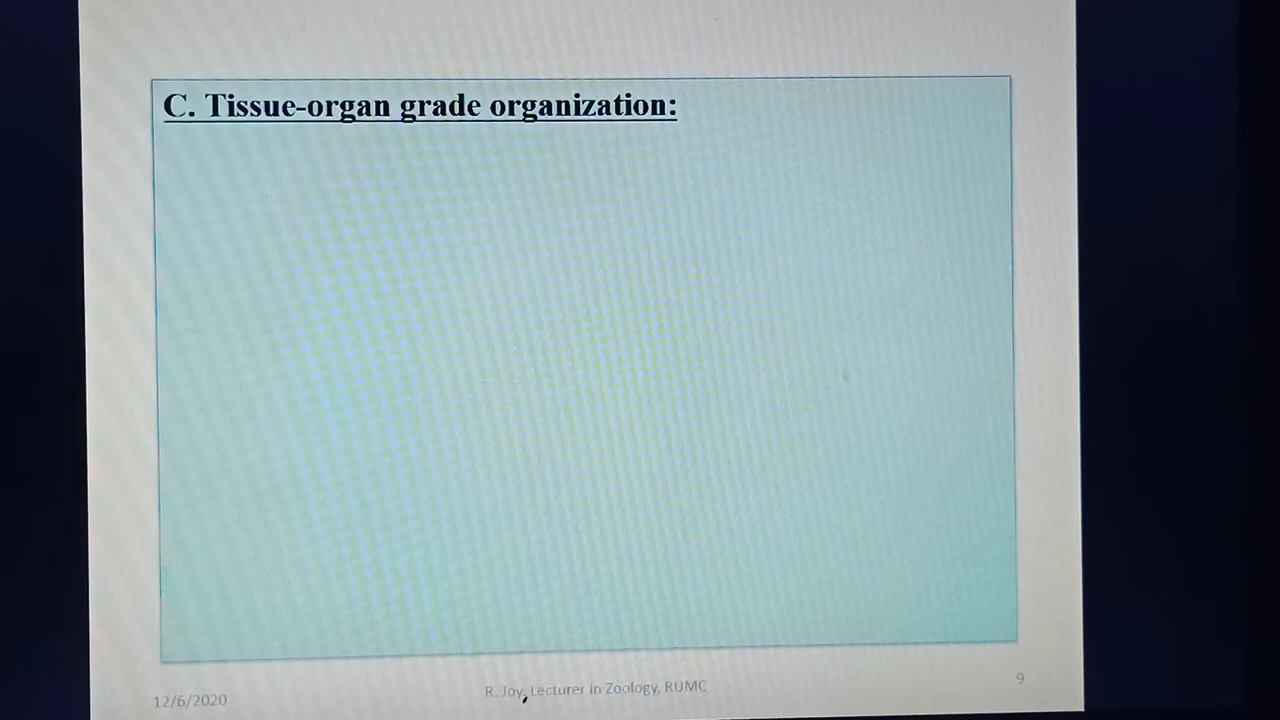 C. Tissue-organ grade organization:
12/6/2020
R. Joy, Lecturer in Zoology, RUMC
9